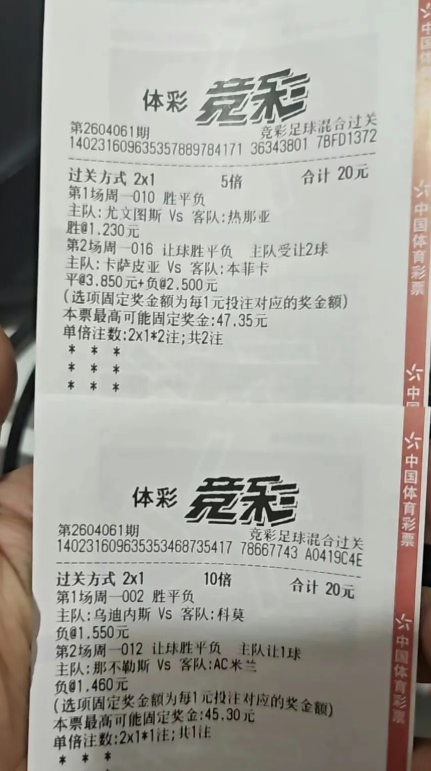 体彩 竞彩
第2604061期 竞彩足球混合过关
140231609635357889784171 36343801 7BFD1372
过关方式 2x1 5倍 合计 20元
第1场周一010 胜平负
主队:尤文图斯 Vs 客队:热那亚
胜@1.230元
第2场周一016 让球胜平负 主队受让2球
主队:卡萨皮亚 Vs 客队:本菲卡
平@3.850元+负@2.500元
(选项固定奖金额为每1元投注对应的奖金额)
本票最高可能固定奖金:47.35元
单倍注数:2x1*2注;共2注
* * *
* * *
* * *
体彩 竞彩
第2604061期 竞彩足球混合过关
140231609635353468735417 78667743 A0419C4E
过关方式 2x1 10倍 合计 20元
第1场周一002 胜平负
主队:乌迪内斯 Vs 客队:科莫
负@1.550元
第2场周一012 让球胜平负 主队让1球
主队:那不勒斯 Vs 客队:AC米兰
负@1.460元
(选项固定奖金额为每1元投注对应的奖金额)
本票最高可能固定奖金:45.30元
单倍注数:2x1*1注;共1注
* * *
中国体育彩票
中国
中国体育彩票
中国体育彩票